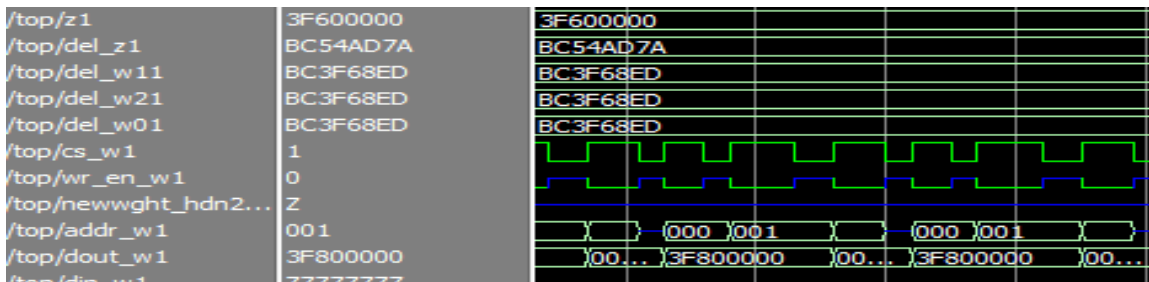 /top/z1 3F600000 3F600000
/top/del_z1 BC54AD7A BC54AD7A
/top/del_w11 BC3F68ED BC3F68ED
/top/del_w21 BC3F68ED BC3F68ED
/top/del_w01 BC3F68ED BC3F68ED
/top/cs_w1 1
/top/wr_en_w1 0
/top/newwght_hdn2... Z
/top/addr_w1 001 000 001 000 001
/top/dout_w1 3F800000 00... 3F800000 00... 3F800000 00...